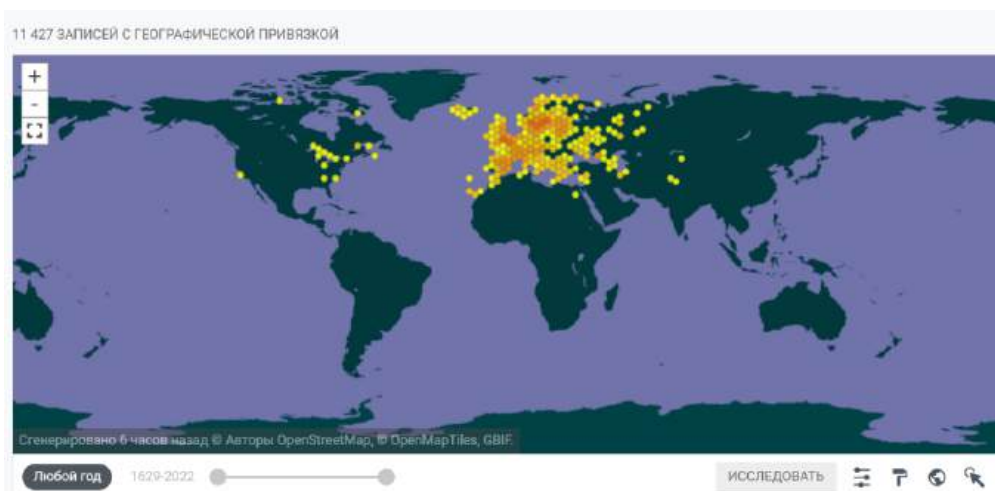 11 427 ЗАПИСЕЙ С ГЕОГРАФИЧЕСКОЙ ПРИВЯЗКОЙ
+
-
Сгенерировано 6 часов назад © Авторы OpenStreetMap, © OpenMapTiles, GBIF.
Любой год 1629-2022 ИССЛЕДОВАТЬ